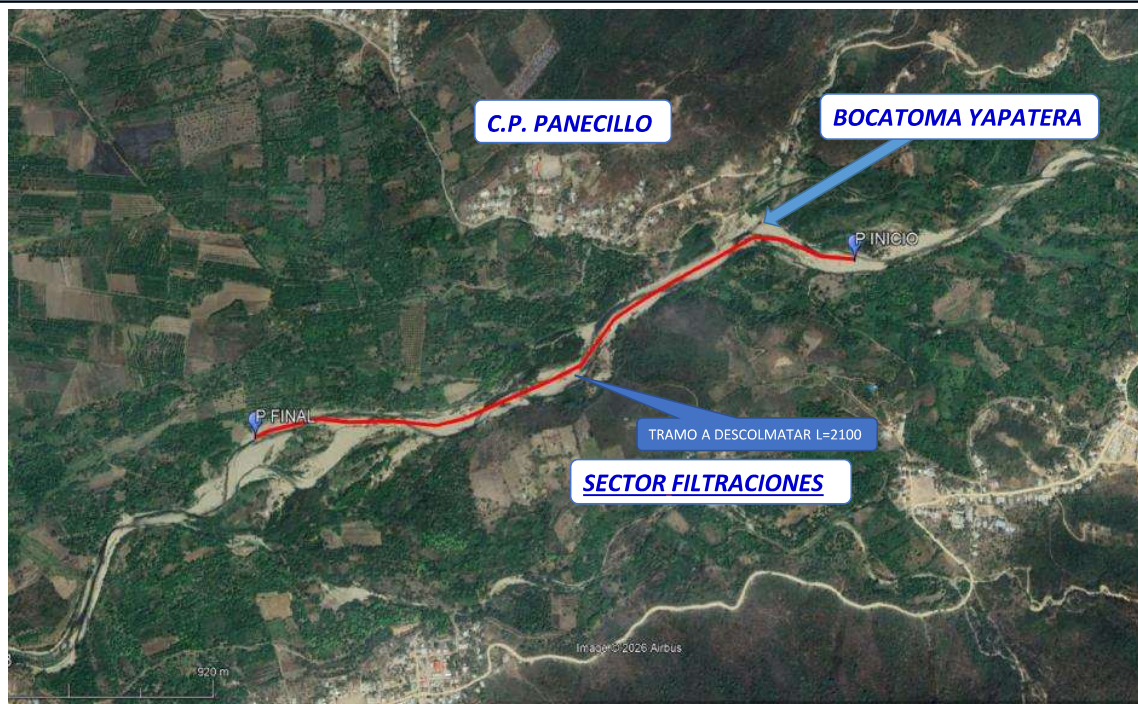 C.P. PANECILLO
BOCATOMA YAPATERA
P INICIO
P FINAL
TRAMO A DESCOLMATAR L=2100
SECTOR FILTRACIONES
Image © 2026 Airbus
920 m